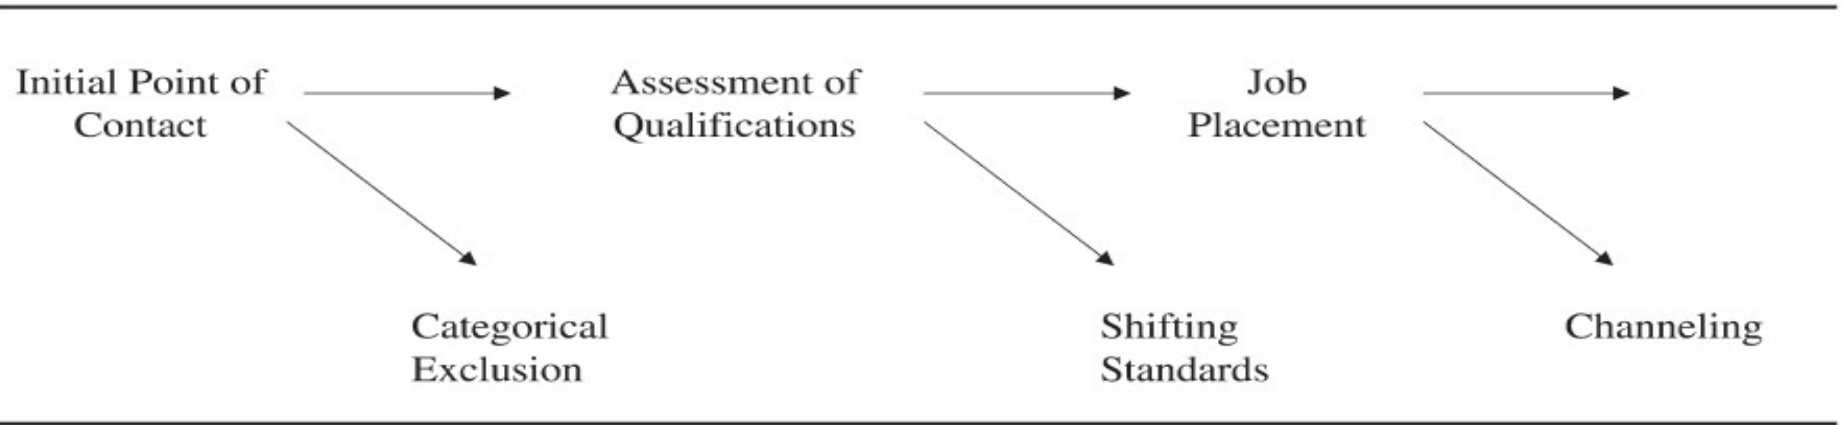 Initial Point of
Contact
Assessment of
Qualifications
Job
Placement
Categorical
Exclusion
Shifting
Standards
Channeling